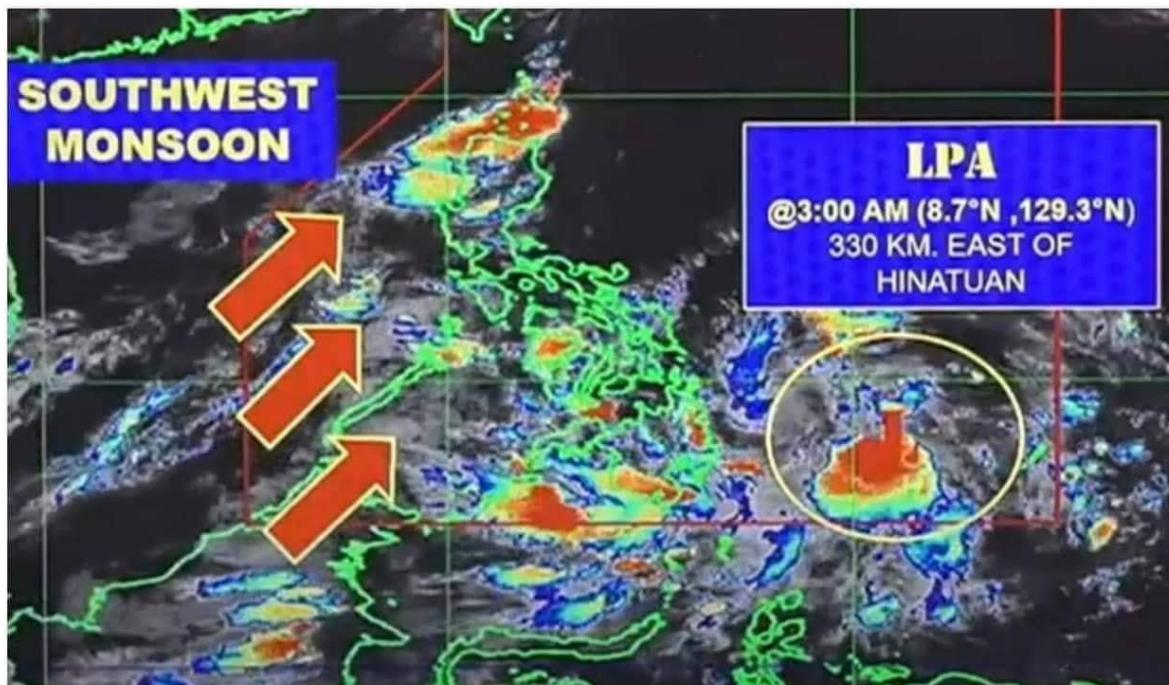 SOUTHWEST
MONSOON
LPA
@3:00 AM (8.7°N ,129.3°N)
330 KM. EAST OF
HINATUAN